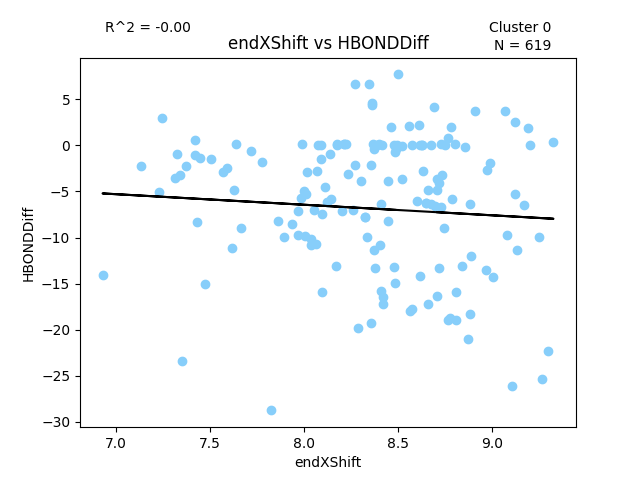 R^2 = -0.00
Cluster 0
endXShift vs HBONDDiff
N = 619
5
0
−5
−10
−15
−20
−25
−30
HBONDDiff
7.0 7.5 8.0 8.5 9.0
endXShift